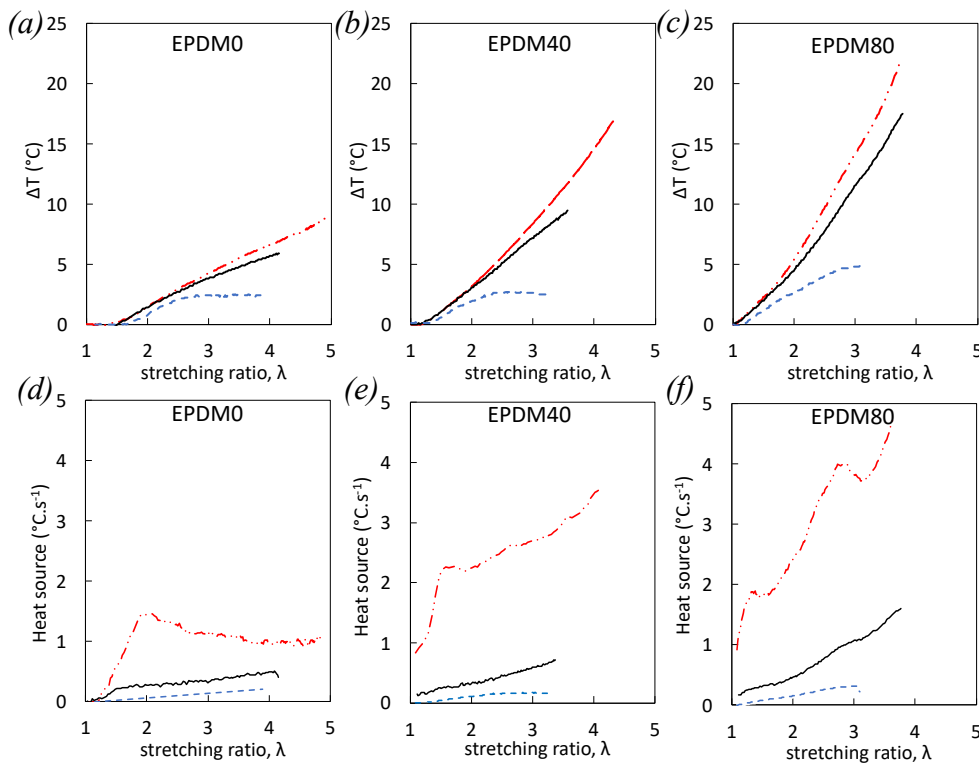 (a) EPDM0
25
20
15
10
5
0
ΔT (°C)
1 2 3 4 5
stretching ratio, λ
(b) EPDM40
25
20
15
10
5
0
ΔT (°C)
1 2 3 4 5
stretching ratio, λ
(c) EPDM80
25
20
15
10
5
0
ΔT (°C)
1 2 3 4 5
stretching ratio, λ
(d) EPDM0
5
4
3
2
1
0
Heat source (°C.s⁻¹)
1 2 3 4 5
stretching ratio, λ
(e) EPDM40
5
4
3
2
1
0
Heat source (°C.s⁻¹)
1 2 3 4 5
stretching ratio, λ
(f) EPDM80
5
4
3
2
1
0
Heat source (°C.s⁻¹)
1 2 3 4 5
stretching ratio, λ